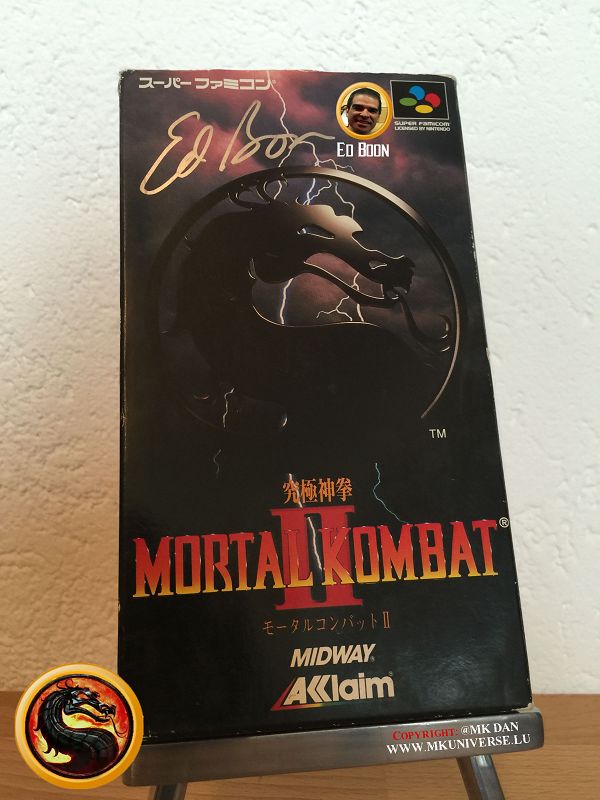 スーパーファミコン®
SUPER FAMICOM
LICENSED BY NINTENDO
Ed Boon
ED BOON
TM
究極神拳
II
MORTAL KOMBAT®
モータルコンバットII
MIDWAY®
AKlaim™
COPYRIGHT: @MK DAN
WWW.MKUNIVERSE.LU